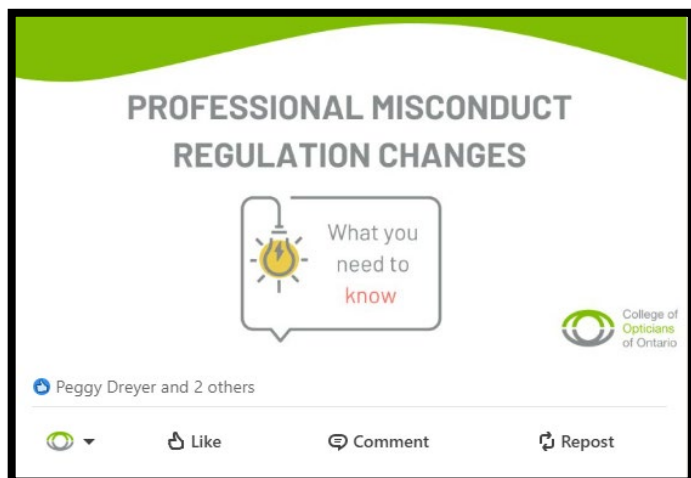 PROFESSIONAL MISCONDUCT
REGULATION CHANGES
What you
need to
know
College of
Opticians
of Ontario
Peggy Dreyer and 2 others
Like
Comment
Repost